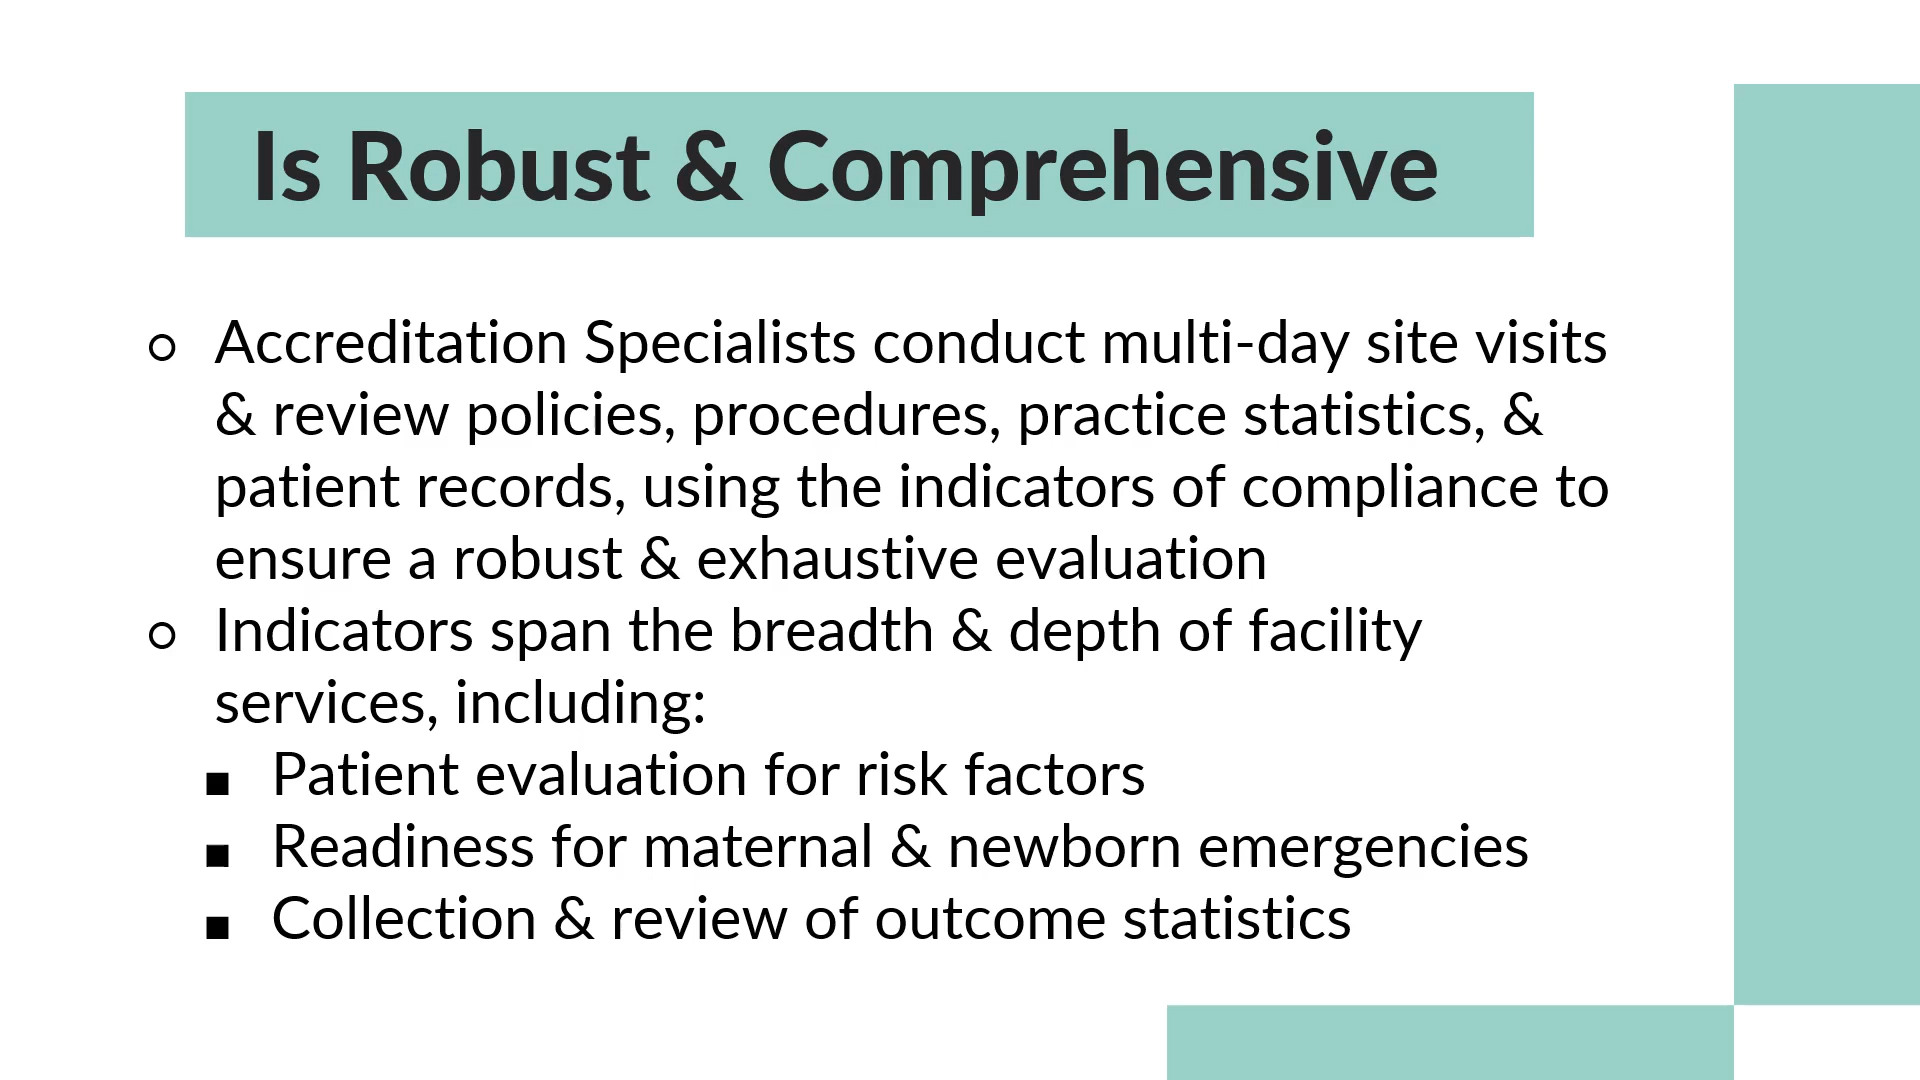 Is Robust & Comprehensive
○ Accreditation Specialists conduct multi-day site visits
& review policies, procedures, practice statistics, &
patient records, using the indicators of compliance to
ensure a robust & exhaustive evaluation
○ Indicators span the breadth & depth of facility
services, including:
■ Patient evaluation for risk factors
■ Readiness for maternal & newborn emergencies
■ Collection & review of outcome statistics